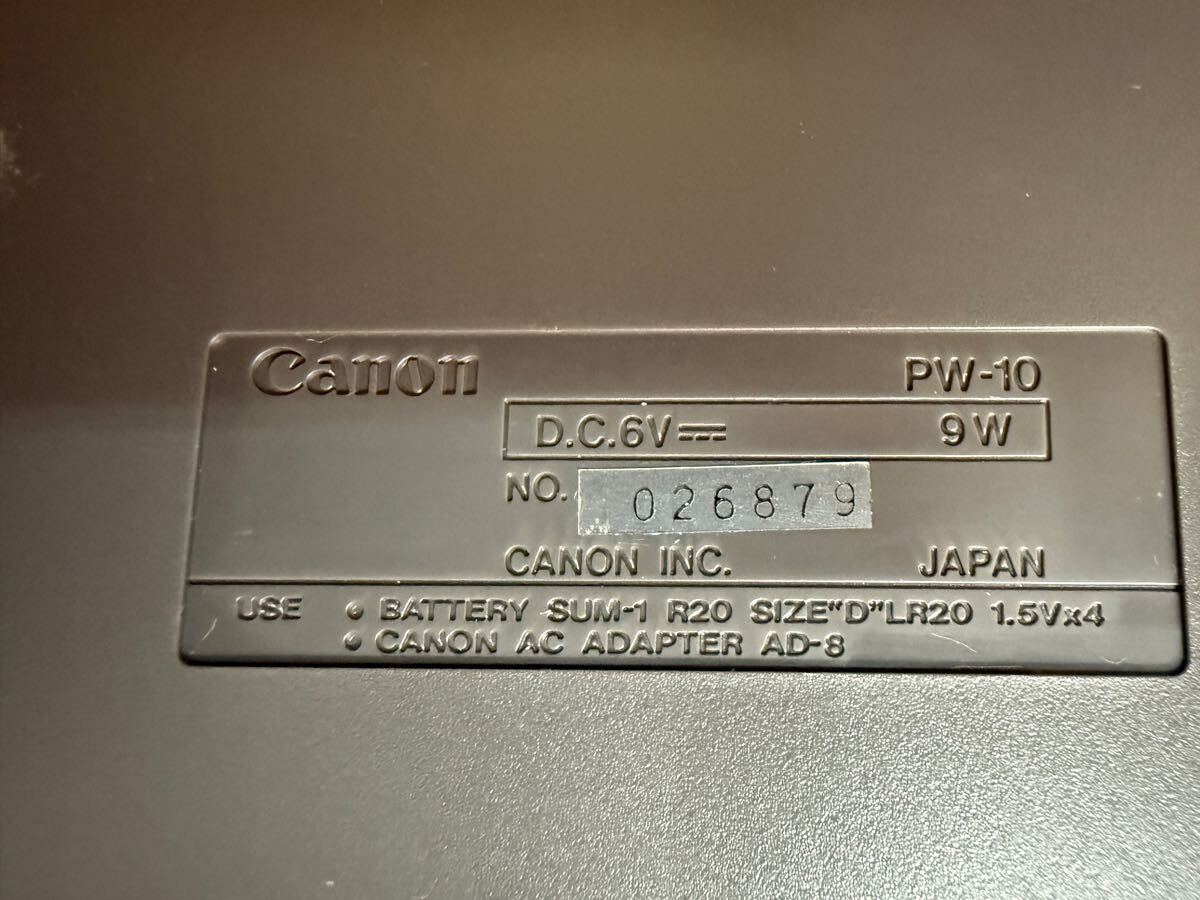 Canon PW-10
D.C.6V⎓ 9W
NO. 026879
CANON INC. JAPAN
USE • BATTERY SUM-1 R20 SIZE"D"LR20 1.5Vx4
• CANON AC ADAPTER AD-8